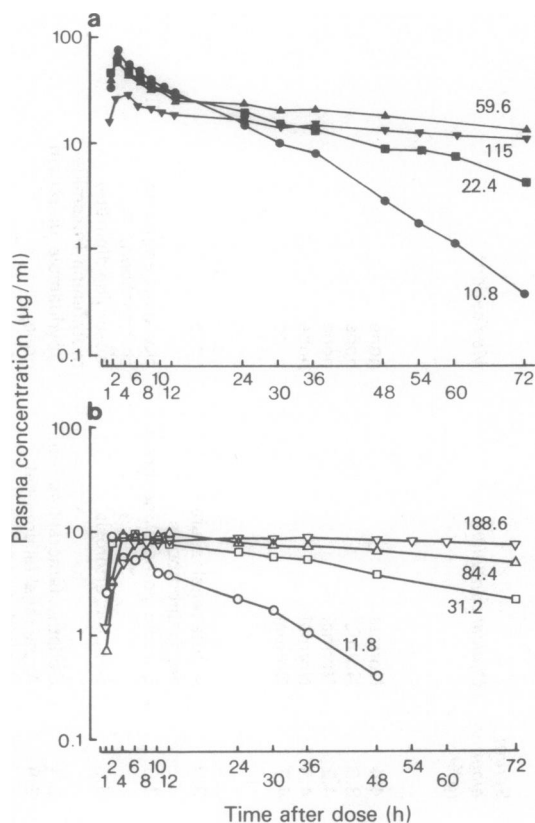 a
100
10
1
0.1
59.6
115
22.4
10.8
2 6 10 24 36 48 60 72
1 4 8 12 30 54
b
100
10
1
0.1
188.6
84.4
31.2
11.8
2 6 10 24 36 48 60 72
1 4 8 12 30 54
Plasma concentration (µg/ml)
Time after dose (h)